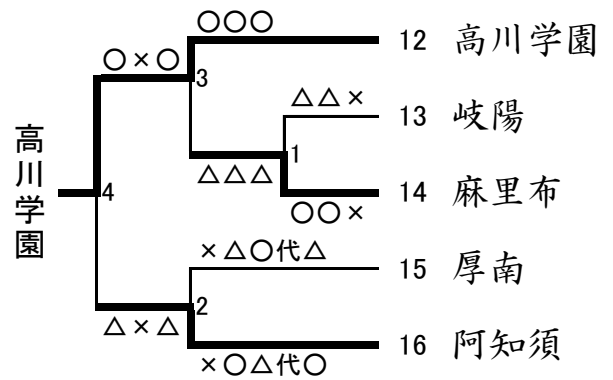 ○○○
12 高川学園
○×○
3
△△×
13 岐陽
1
△△△
14 麻里布
○○×
高川学園
4
×△○代△
15 厚南
2
△×△
16 阿知須
×○△代○